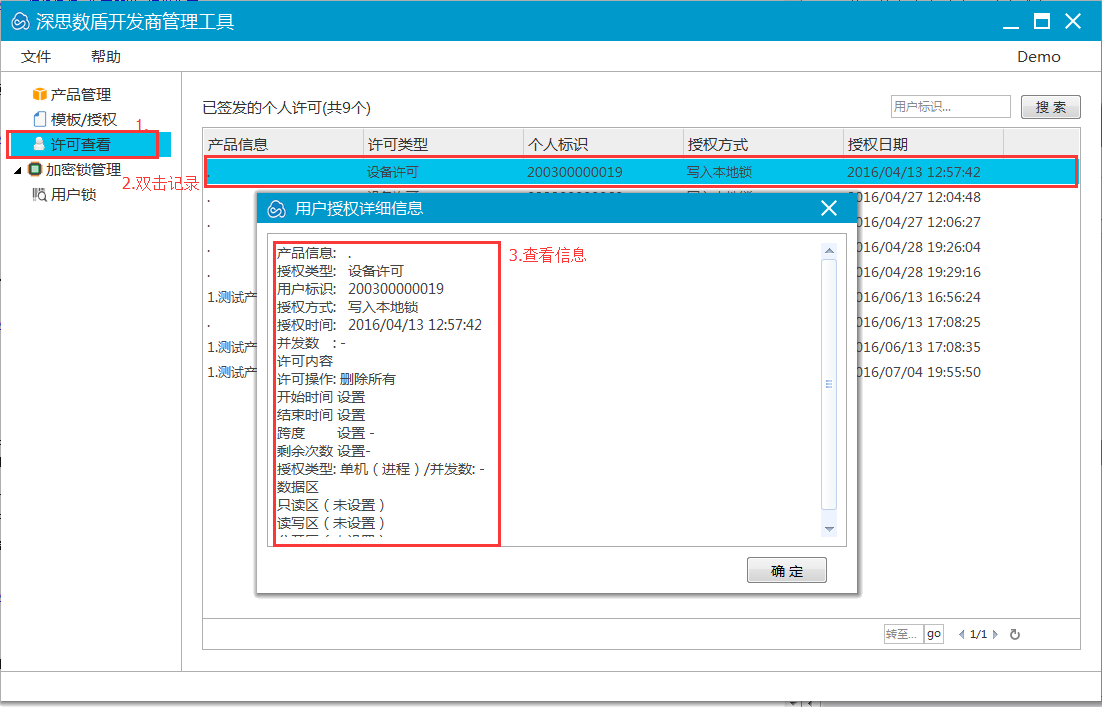 深思数盾开发商管理工具
文件 帮助 Demo
产品管理
模板/授权
1.
许可查看
加密锁管理
2.双击记录
用户锁
已签发的个人许可(共9个)
用户标识... 搜 索
产品信息 许可类型 个人标识 授权方式 授权日期
. 设备许可 200300000019 写入本地锁 2016/04/13 12:57:42
. 2016/04/27 12:04:48
. 016/04/27 12:06:27
. 016/04/28 19:26:04
. 016/04/28 19:29:16
1.测试产 016/06/13 16:56:24
. 016/06/13 17:08:25
1.测试产 016/06/13 17:08:35
1.测试产 016/07/04 19:55:50
用户授权详细信息
3.查看信息
产品信息: .
授权类型: 设备许可
用户标识: 200300000019
授权方式: 写入本地锁
授权时间: 2016/04/13 12:57:42
并发数 : -
许可内容
许可操作: 删除所有
开始时间 设置
结束时间 设置
跨度 设置 -
剩余次数 设置-
授权类型: 单机（进程）/并发数: -
数据区
只读区（未设置）
读写区（未设置）
确 定
转至... go 1/1